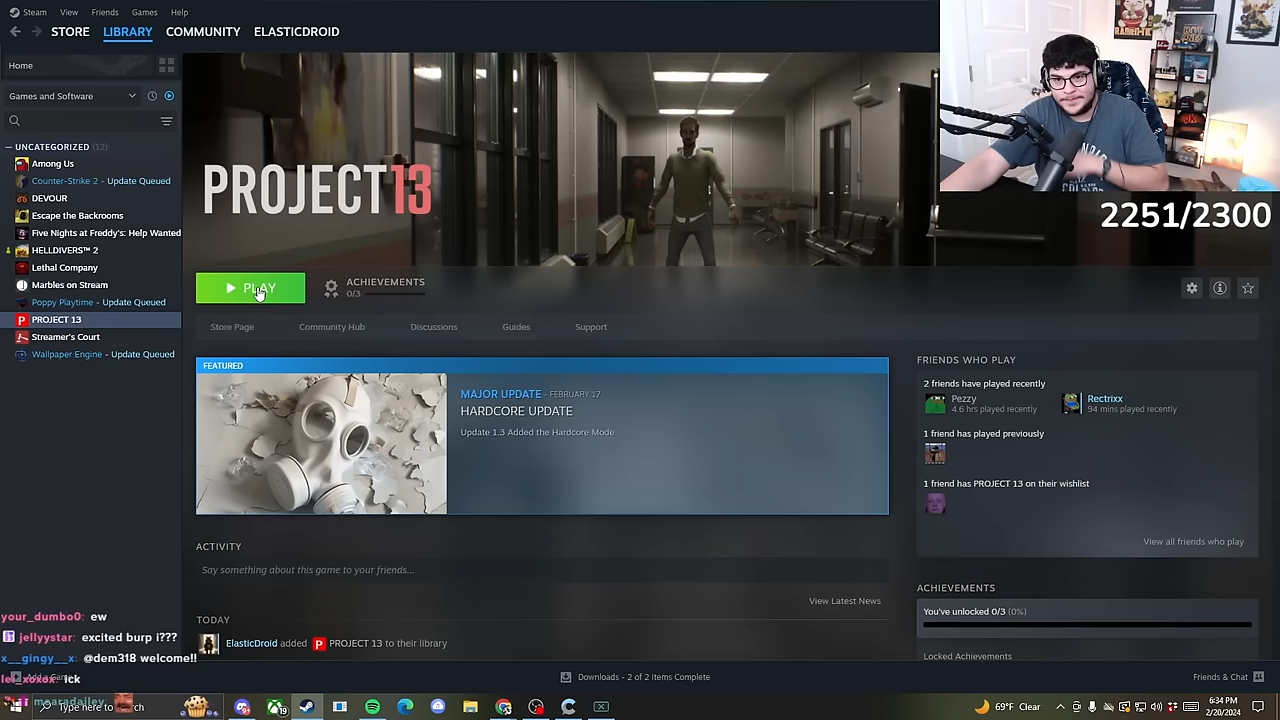 Steam View Friends Games Help
STORE LIBRARY COMMUNITY ELASTICDROID
Home
Games and Software
PROJECT13
2251/2300
UNCATEGORIZED (12)
Among Us
Counter-Strike 2 - Update Queued
DEVOUR
Escape the Backrooms
Five Nights at Freddy's: Help Wanted
HELLDIVERS™ 2
Lethal Company
Marbles on Stream
Poppy Playtime - Update Queued
PROJECT 13
Streamer's Court
Wallpaper Engine - Update Queued
PLAY
ACHIEVEMENTS
0/3
Store Page Community Hub Discussions Guides Support
FEATURED
MAJOR UPDATE - FEBRUARY 17
HARDCORE UPDATE
Update 1.3 Added the Hardcore Mode
FRIENDS WHO PLAY
2 friends have played recently
Pezzy
4.6 hrs played recently
Rectrixx
94 mins played recently
1 friend has played previously
1 friend has PROJECT 13 on their wishlist
View all friends who play
ACTIVITY
Say something about this game to your friends...
View Latest News
TODAY
ElasticDroid added PROJECT 13 to their library
ACHIEVEMENTS
You've unlocked 0/3 (0%)
Locked Achievements
your_dumbo0: ew
jellyystar: excited burp i???
x__gingy__x: @dem318 welcome!!
ick
Downloads - 2 of 2 Items Complete
Friends & Chat
mearadailey:
69°F Clear
6:34 PM
2/20/2024